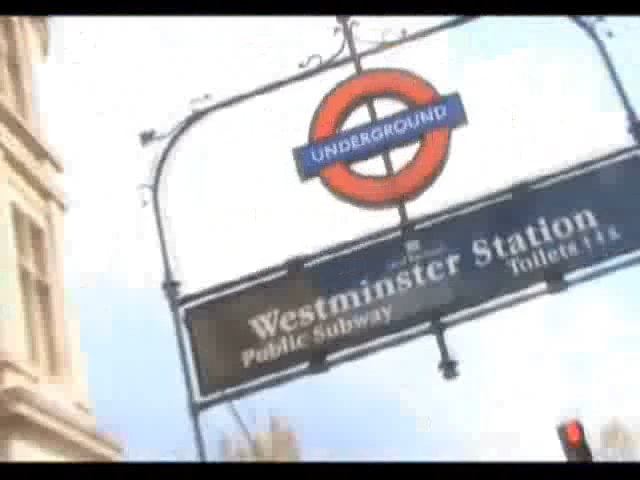 UNDERGROUND
Westminster Station
Public Subway
Toilets